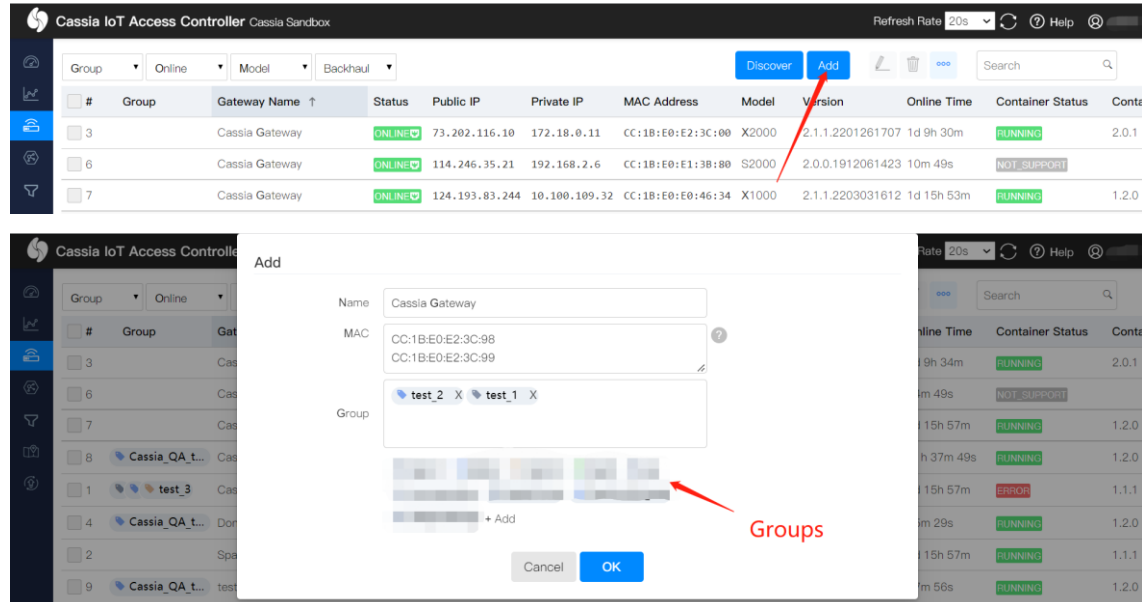 Cassia IoT Access Controller Cassia Sandbox Refresh Rate 20s Help
Group Online Model Backhaul Discover Add Search
# Group Gateway Name ↑ Status Public IP Private IP MAC Address Model Version Online Time Container Status Conta
3 Cassia Gateway ONLINE 73.202.116.10 172.18.0.11 CC:1B:E0:E2:3C:00 X2000 2.1.1.2201261707 1d 9h 30m RUNNING 2.0.1
6 Cassia Gateway ONLINE 114.246.35.21 192.168.2.6 CC:1B:E0:E1:3B:80 S2000 2.0.0.1912061423 10m 49s NOT_SUPPORT
7 Cassia Gateway ONLINE 124.193.83.244 10.100.109.32 CC:1B:E0:E0:46:34 X1000 2.1.1.2203031612 1d 15h 53m RUNNING 1.2.0
Cassia IoT Access Controlle Rate 20s Help
Add
Name Cassia Gateway
Group Online Search
MAC CC:1B:E0:E2:3C:98
# Group Gat nline Time Container Status Conta
CC:1B:E0:E2:3C:99
3 Cas 9h 34m RUNNING 2.0.1
6 Cas m 49s NOT_SUPPORT
test_2 X test_1 X
Group
7 Cas 15h 57m RUNNING 1.2.0
8 Cassia_QA_t... Cas h 37m 49s RUNNING 1.2.0
1 test_3 Cas 15h 57m ERROR 1.1.1
4 Cassia_QA_t... Dor m 29s RUNNING 1.2.0
+ Add
Groups
2 Spa 15h 57m RUNNING 1.1.1
Cancel OK
9 Cassia_QA_t... test m 56s RUNNING 1.2.0